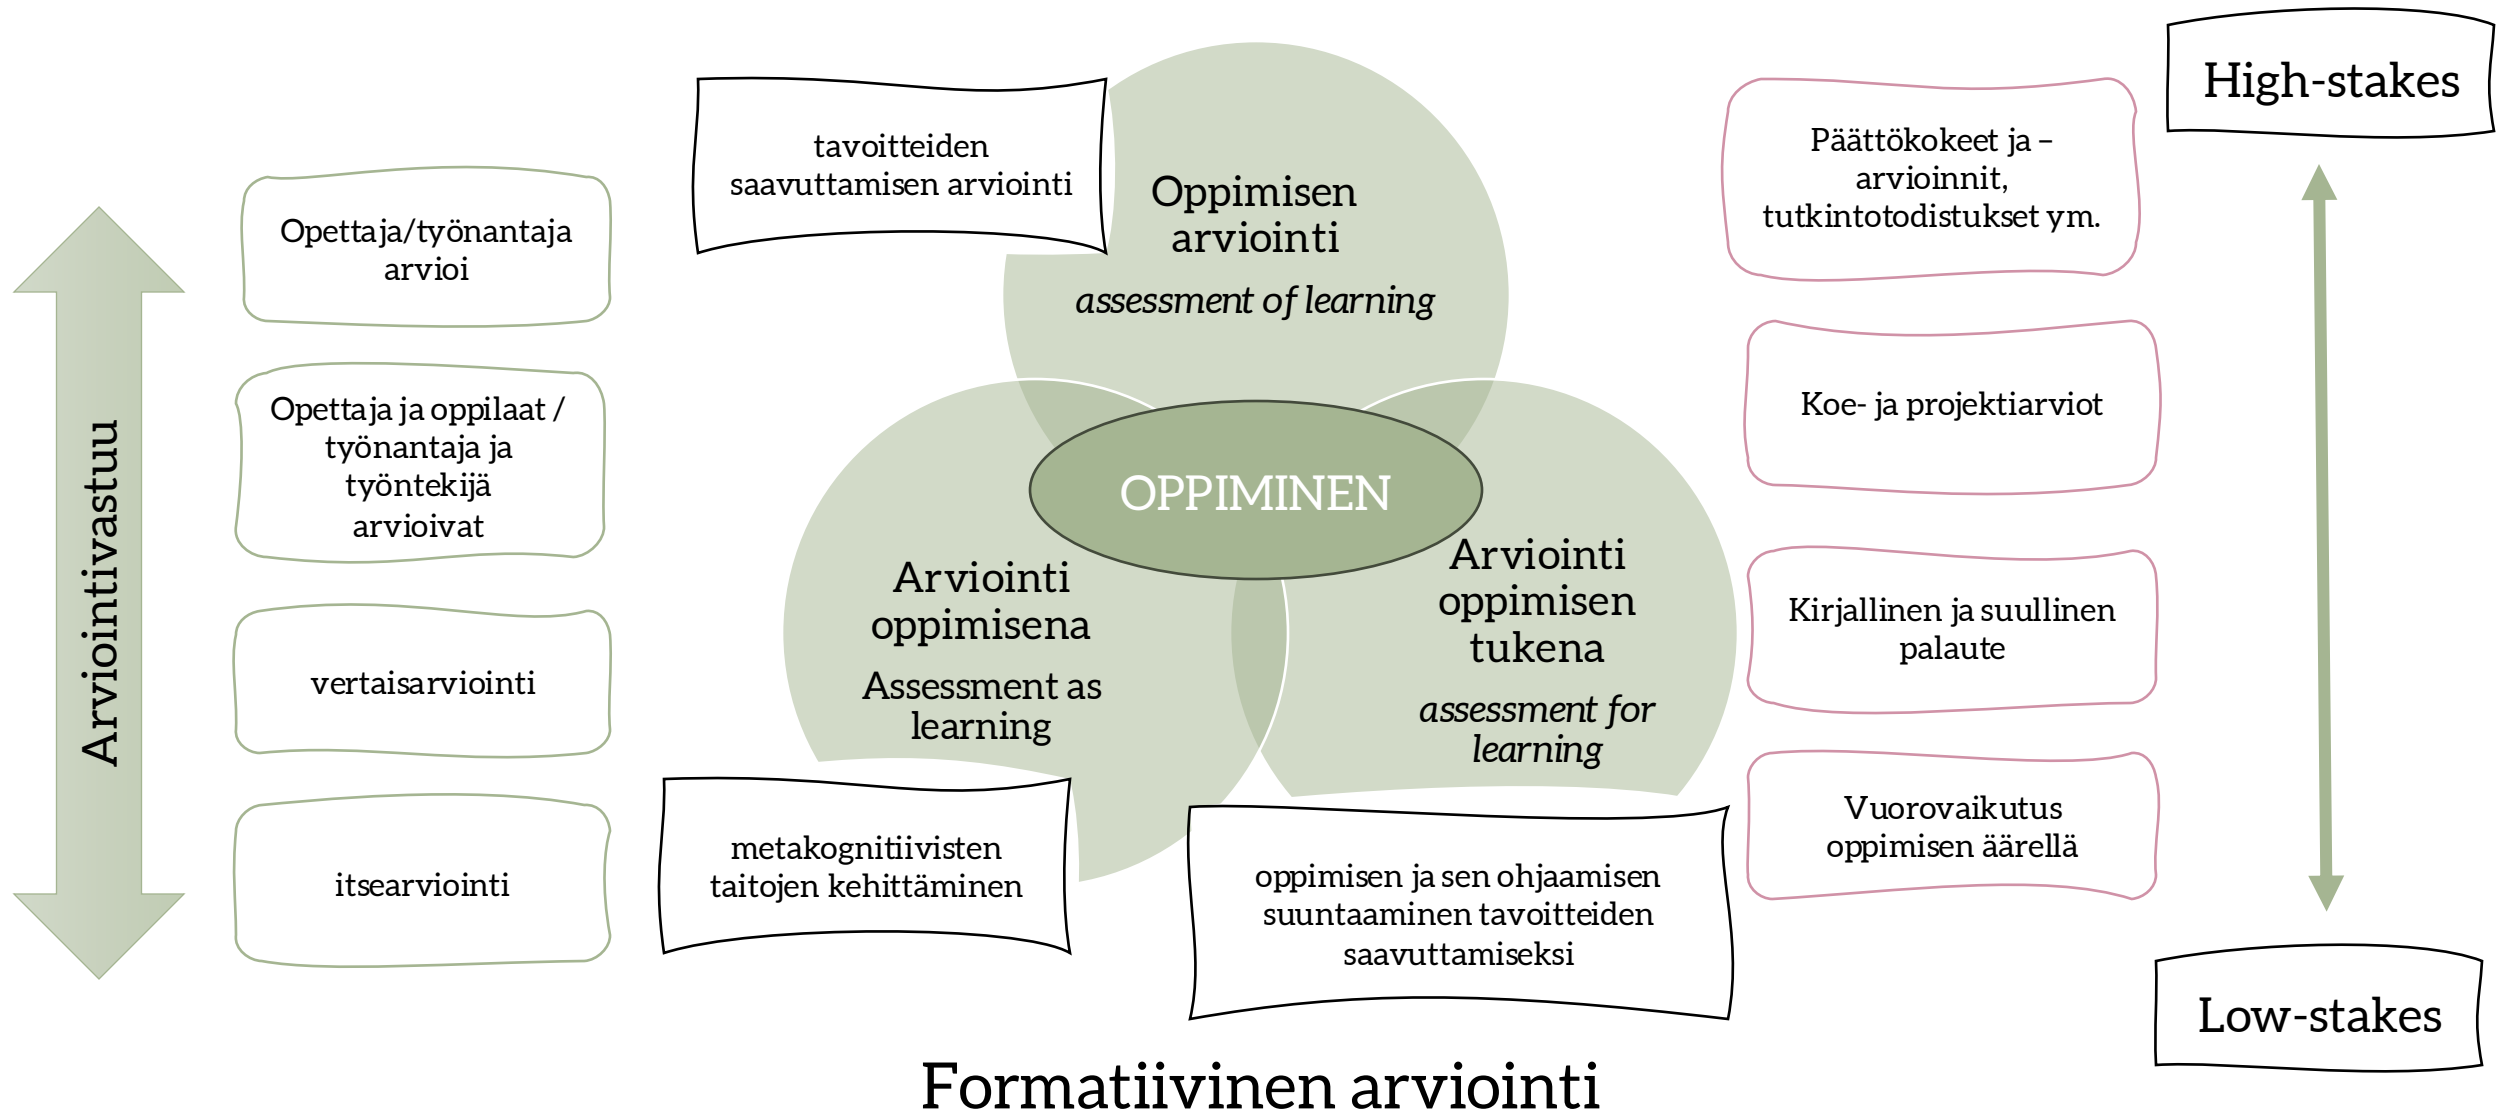 Arviointivastuu
Opettaja/työnantaja
arvioi
Opettaja ja oppilaat /
työnantaja ja
työntekijä
arvioivat
vertaisarviointi
itsearviointi
tavoitteiden
saavuttamisen arviointi
Oppimisen
arviointi
assessment of learning
OPPIMINEN
Arviointi
oppimisena
Assessment as
learning
Arviointi
oppimisen
tukena
assessment for
learning
metakognitiivisten
taitojen kehittäminen
oppimisen ja sen ohjaamisen
suuntaaminen tavoitteiden
saavuttamiseksi
Päättökokeet ja –
arvioinnit,
tutkintotodistukset ym.
Koe- ja projektiarviot
Kirjallinen ja suullinen
palaute
Vuorovaikutus
oppimisen äärellä
High-stakes
Low-stakes
Formatiivinen arviointi